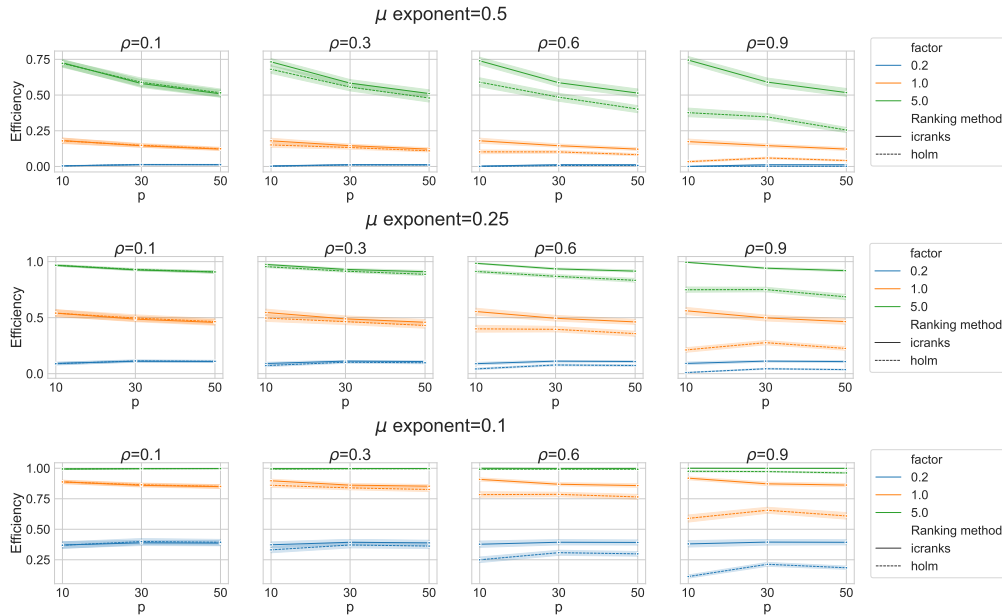 μ exponent=0.5
ρ=0.1 ρ=0.3 ρ=0.6 ρ=0.9
Efficiency
0.75
0.50
0.25
0.00
10 30 50 10 30 50 10 30 50 10 30 50
p p p p
factor
0.2
1.0
5.0
Ranking method
icranks
holm
μ exponent=0.25
ρ=0.1 ρ=0.3 ρ=0.6 ρ=0.9
Efficiency
1.0
0.5
0.0
10 30 50 10 30 50 10 30 50 10 30 50
p p p p
factor
0.2
1.0
5.0
Ranking method
icranks
holm
μ exponent=0.1
ρ=0.1 ρ=0.3 ρ=0.6 ρ=0.9
Efficiency
1.00
0.75
0.50
0.25
10 30 50 10 30 50 10 30 50 10 30 50
p p p p
factor
0.2
1.0
5.0
Ranking method
icranks
holm